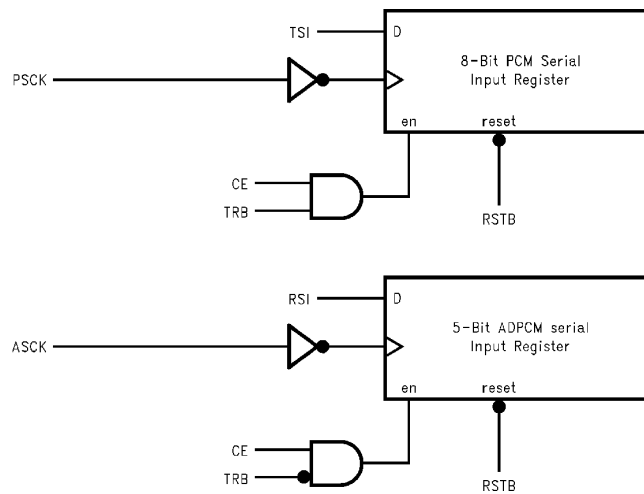 TSI
D
8-Bit PCM Serial
Input Register
PSCK
en
reset
CE
TRB
RSTB
RSI
D
5-Bit ADPCM serial
Input Register
ASCK
en
reset
CE
TRB
RSTB